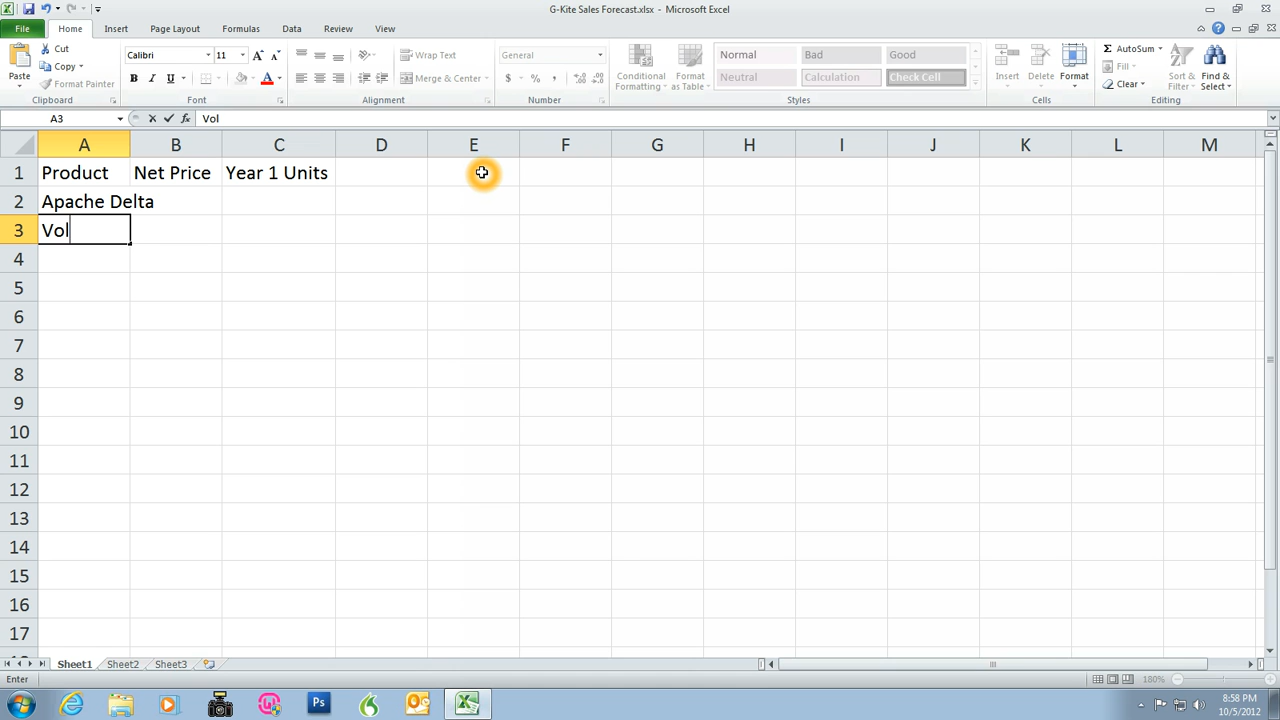 G-Kite Sales Forecast.xlsx - Microsoft Excel
File Home Insert Page Layout Formulas Data Review View
Cut Calibri 11 Wrap Text General Normal Bad Good AutoSum
Copy Fill
Paste Format Painter Merge & Center Conditional Formatting Format as Table Neutral Calculation Check Cell Insert Delete Format Clear Sort & Filter Find & Select
Clipboard Font Alignment Number Styles Cells Editing
A3 Vol
A B C D E F G H I J K L M
1 Product Net Price Year 1 Units
2 Apache Delta
3 Vol
4
5
6
7
8
9
10
11
12
13
14
15
16
17
Sheet1 Sheet2 Sheet3
Enter 180%
8:58 PM
10/5/2012